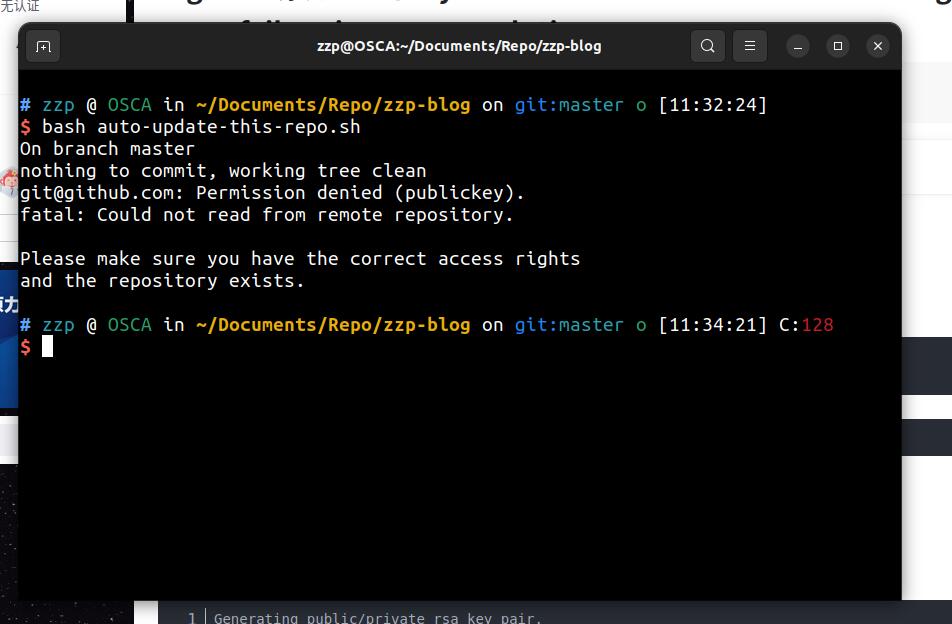 无认证
zzp@OSCA:~/Documents/Repo/zzp-blog
# zzp @ OSCA in ~/Documents/Repo/zzp-blog on git:master o [11:32:24]
$ bash auto-update-this-repo.sh
On branch master
nothing to commit, working tree clean
git@github.com: Permission denied (publickey).
fatal: Could not read from remote repository.
Please make sure you have the correct access rights
and the repository exists.
# zzp @ OSCA in ~/Documents/Repo/zzp-blog on git:master o [11:34:21] C:128
$
1 Generating public/private rsa key pair.